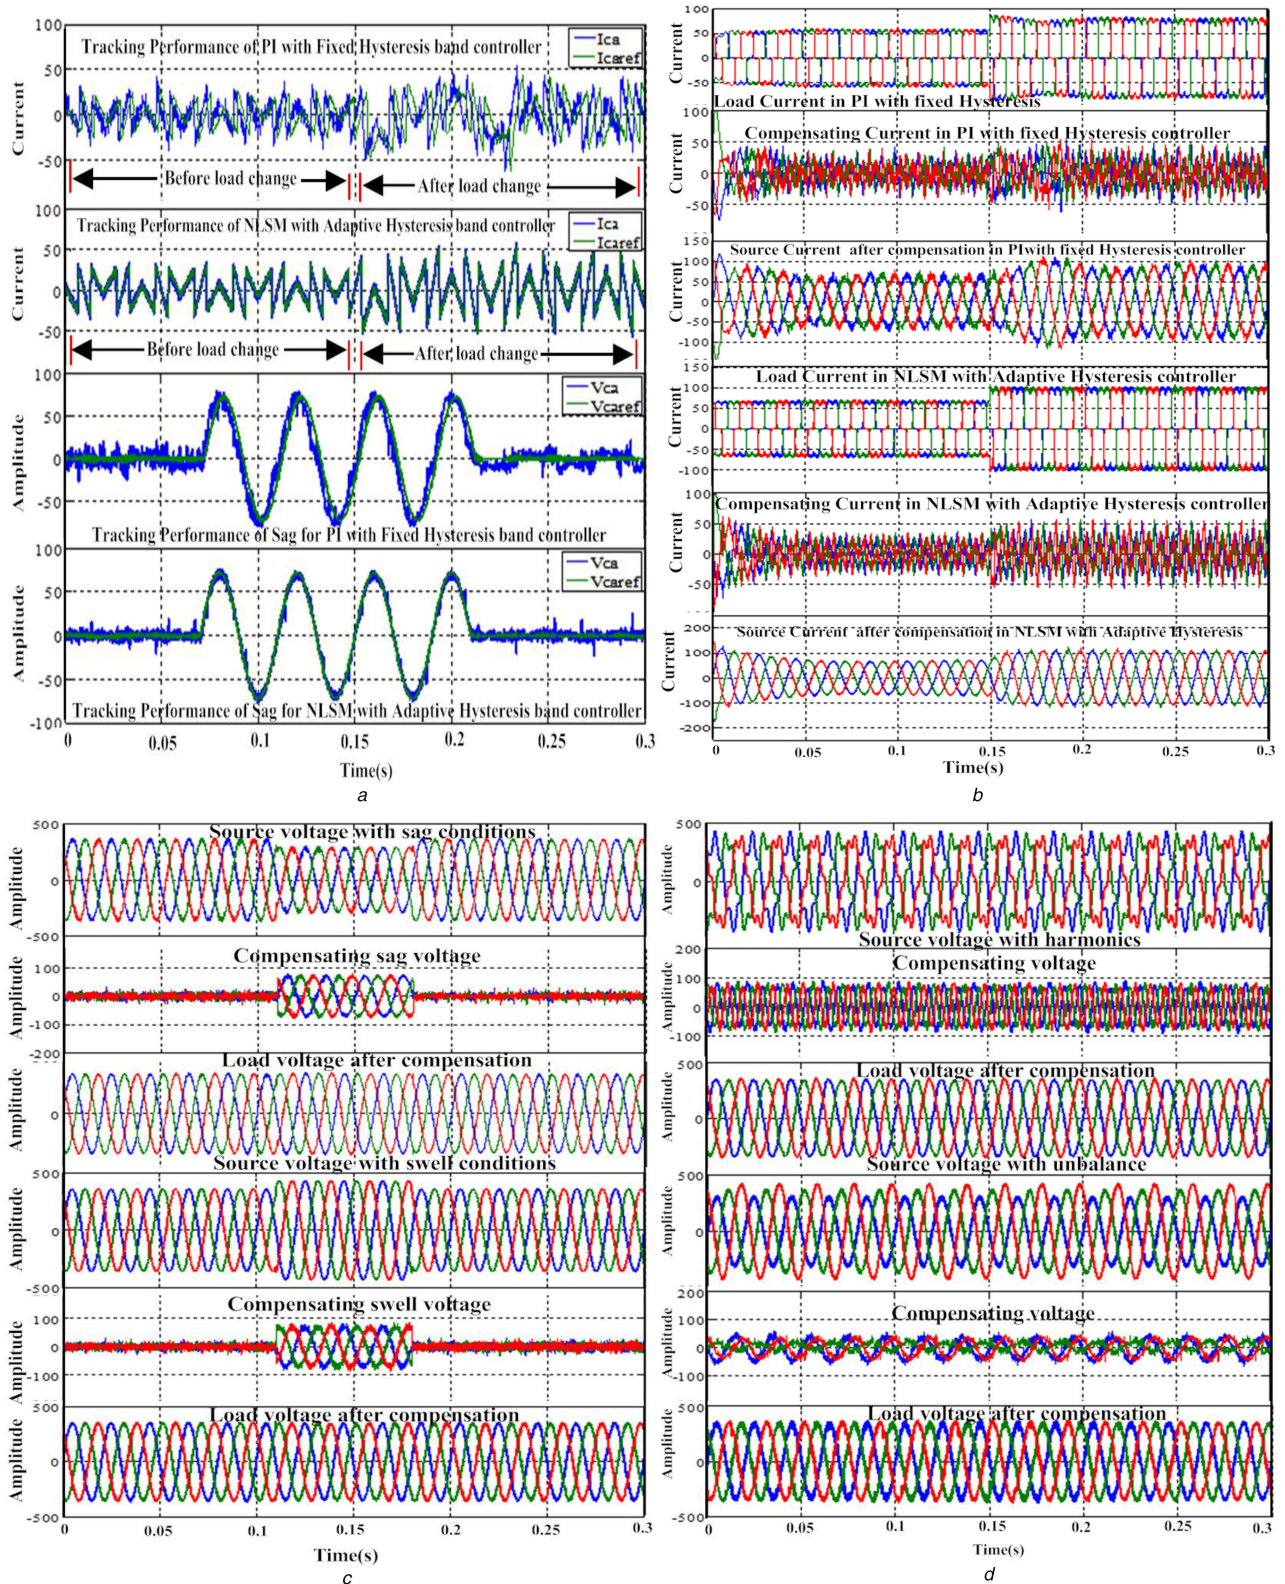 100
Tracking Performance of PI with Fixed Hysteresis band controller
Ica
Icaref
50
0
-50
Current
Before load change
After load change
100
Tracking Performance of NLSM with Adaptive Hysteresis band controller
Ica
Icaref
50
0
-50
Current
Before load change
After load change
100
Vca
Vcaref
50
0
-50
Amplitude
Tracking Performance of Sag for PI with Fixed Hysteresis band controller
100
Vca
Vcaref
50
0
-50
-100
Amplitude
Tracking Performance of Sag for NLSM with Adaptive Hysteresis band controller
0 0.05 0.1 0.15 0.2 0.25 0.3
Time(s)
a
100
50
0
-50
Current
Load Current in PI with fixed Hysteresis
100
Compensating Current in PI with fixed Hysteresis controller
50
0
-50
Current
150
Source Current after compensation in PI with fixed Hysteresis controller
100
50
0
-50
-100
Current
150
Load Current in NLSM with Adaptive Hysteresis controller
100
50
0
-50
-100
Current
100
Compensating Current in NLSM with Adaptive Hysteresis controller
50
0
-50
Current
200
Source Current after compensation in NLSM with Adaptive Hysteresis
100
0
-100
-200
Current
0 0.05 0.1 0.15 0.2 0.25 0.3
Time(s)
b
500
Source voltage with sag conditions
0
-500
Amplitude
Compensating sag voltage
100
0
-100
-200
Amplitude
Load voltage after compensation
0
Amplitude
Source voltage with swell conditions
500
0
-500
Amplitude
Compensating swell voltage
100
0
-100
Amplitude
500
Load voltage after compensation
0
-500
Amplitude
0 0.05 0.1 0.15 0.2 0.25 0.3
Time(s)
c
500
0
Amplitude
Source voltage with harmonics
200
Compensating voltage
100
0
-100
Amplitude
500
Load voltage after compensation
0
Amplitude
Source voltage with unbalance
500
0
Amplitude
200
Compensating voltage
100
0
-100
Amplitude
500
Load voltage after compensation
0
-500
Amplitude
0 0.05 0.1 0.15 0.2 0.25 0.3
Time(s)
d